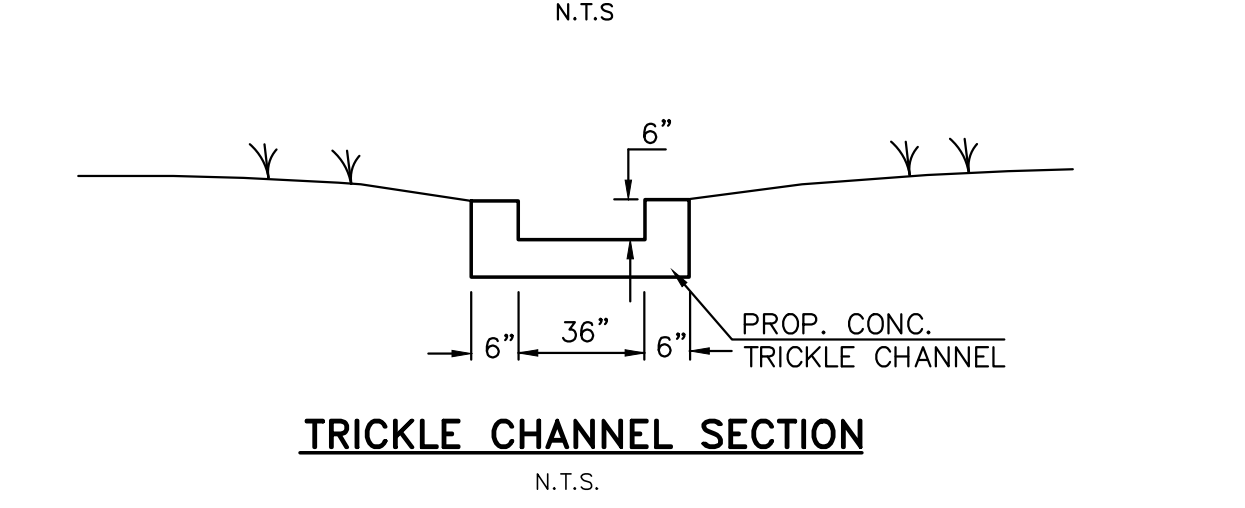 N.T.S
6”
6” 36” 6”
PROP. CONC.
TRICKLE CHANNEL
TRICKLE CHANNEL SECTION
N.T.S.